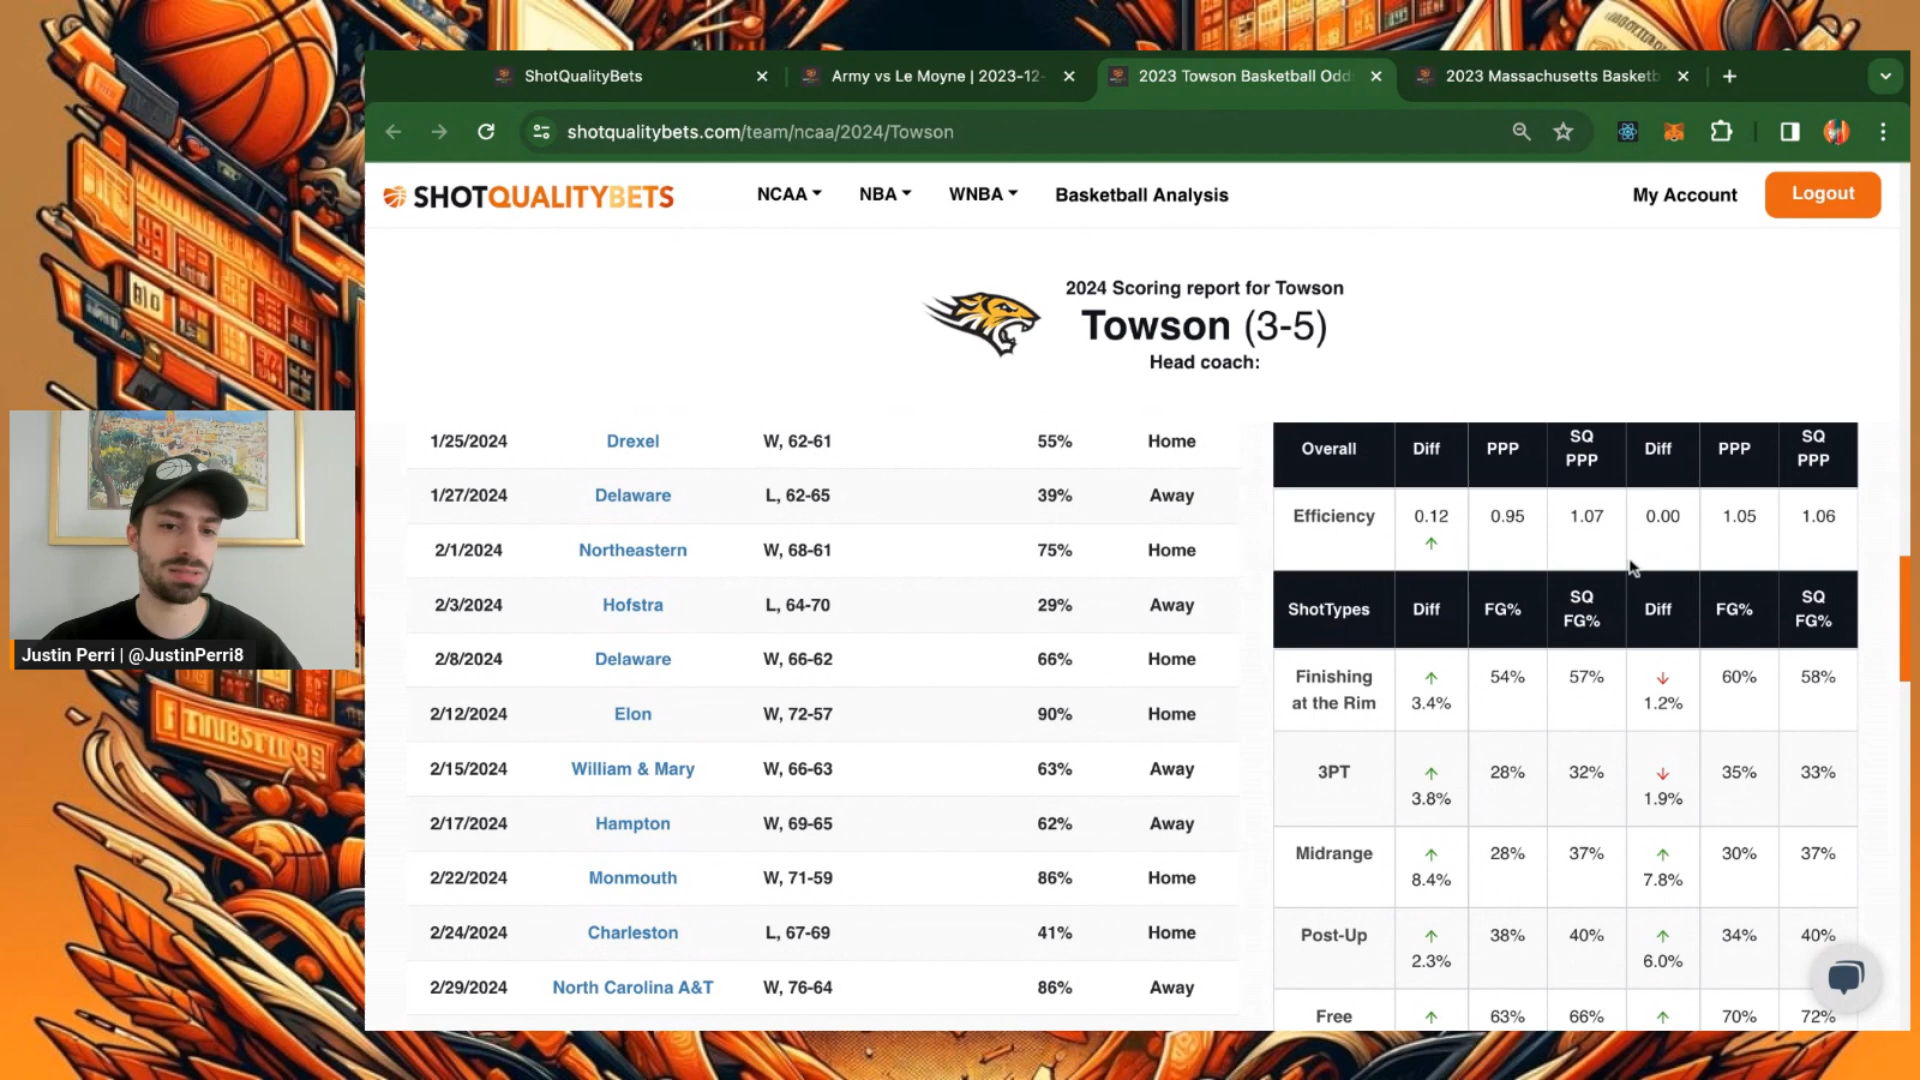 ShotQualityBets
Army vs Le Moyne | 2023-12-
2023 Towson Basketball Odd
2023 Massachusetts Basketb
shotqualitybets.com/team/ncaa/2024/Towson
SHOTQUALITYBETS
NCAA NBA WNBA Basketball Analysis
My Account Logout
2024 Scoring report for Towson
Towson (3-5)
Head coach:
1/25/2024 Drexel W, 62-61 55% Home
1/27/2024 Delaware L, 62-65 39% Away
2/1/2024 Northeastern W, 68-61 75% Home
2/3/2024 Hofstra L, 64-70 29% Away
2/8/2024 Delaware W, 66-62 66% Home
2/12/2024 Elon W, 72-57 90% Home
2/15/2024 William & Mary W, 66-63 63% Away
2/17/2024 Hampton W, 69-65 62% Away
2/22/2024 Monmouth W, 71-59 86% Home
2/24/2024 Charleston L, 67-69 41% Home
2/29/2024 North Carolina A&T W, 76-64 86% Away
Overall Diff PPP SQ PPP Diff PPP SQ PPP
Efficiency 0.12 ↑ 0.95 1.07 0.00 1.05 1.06
ShotTypes Diff FG% SQ FG% Diff FG% SQ FG%
Finishing at the Rim ↑ 3.4% 54% 57% ↓ 1.2% 60% 58%
3PT ↑ 3.8% 28% 32% ↓ 1.9% 35% 33%
Midrange ↑ 8.4% 28% 37% ↑ 7.8% 30% 37%
Post-Up ↑ 2.3% 38% 40% ↑ 6.0% 34% 40%
Free ↑ 63% 66% ↑ 70% 72%
Justin Perri | @JustinPerri8